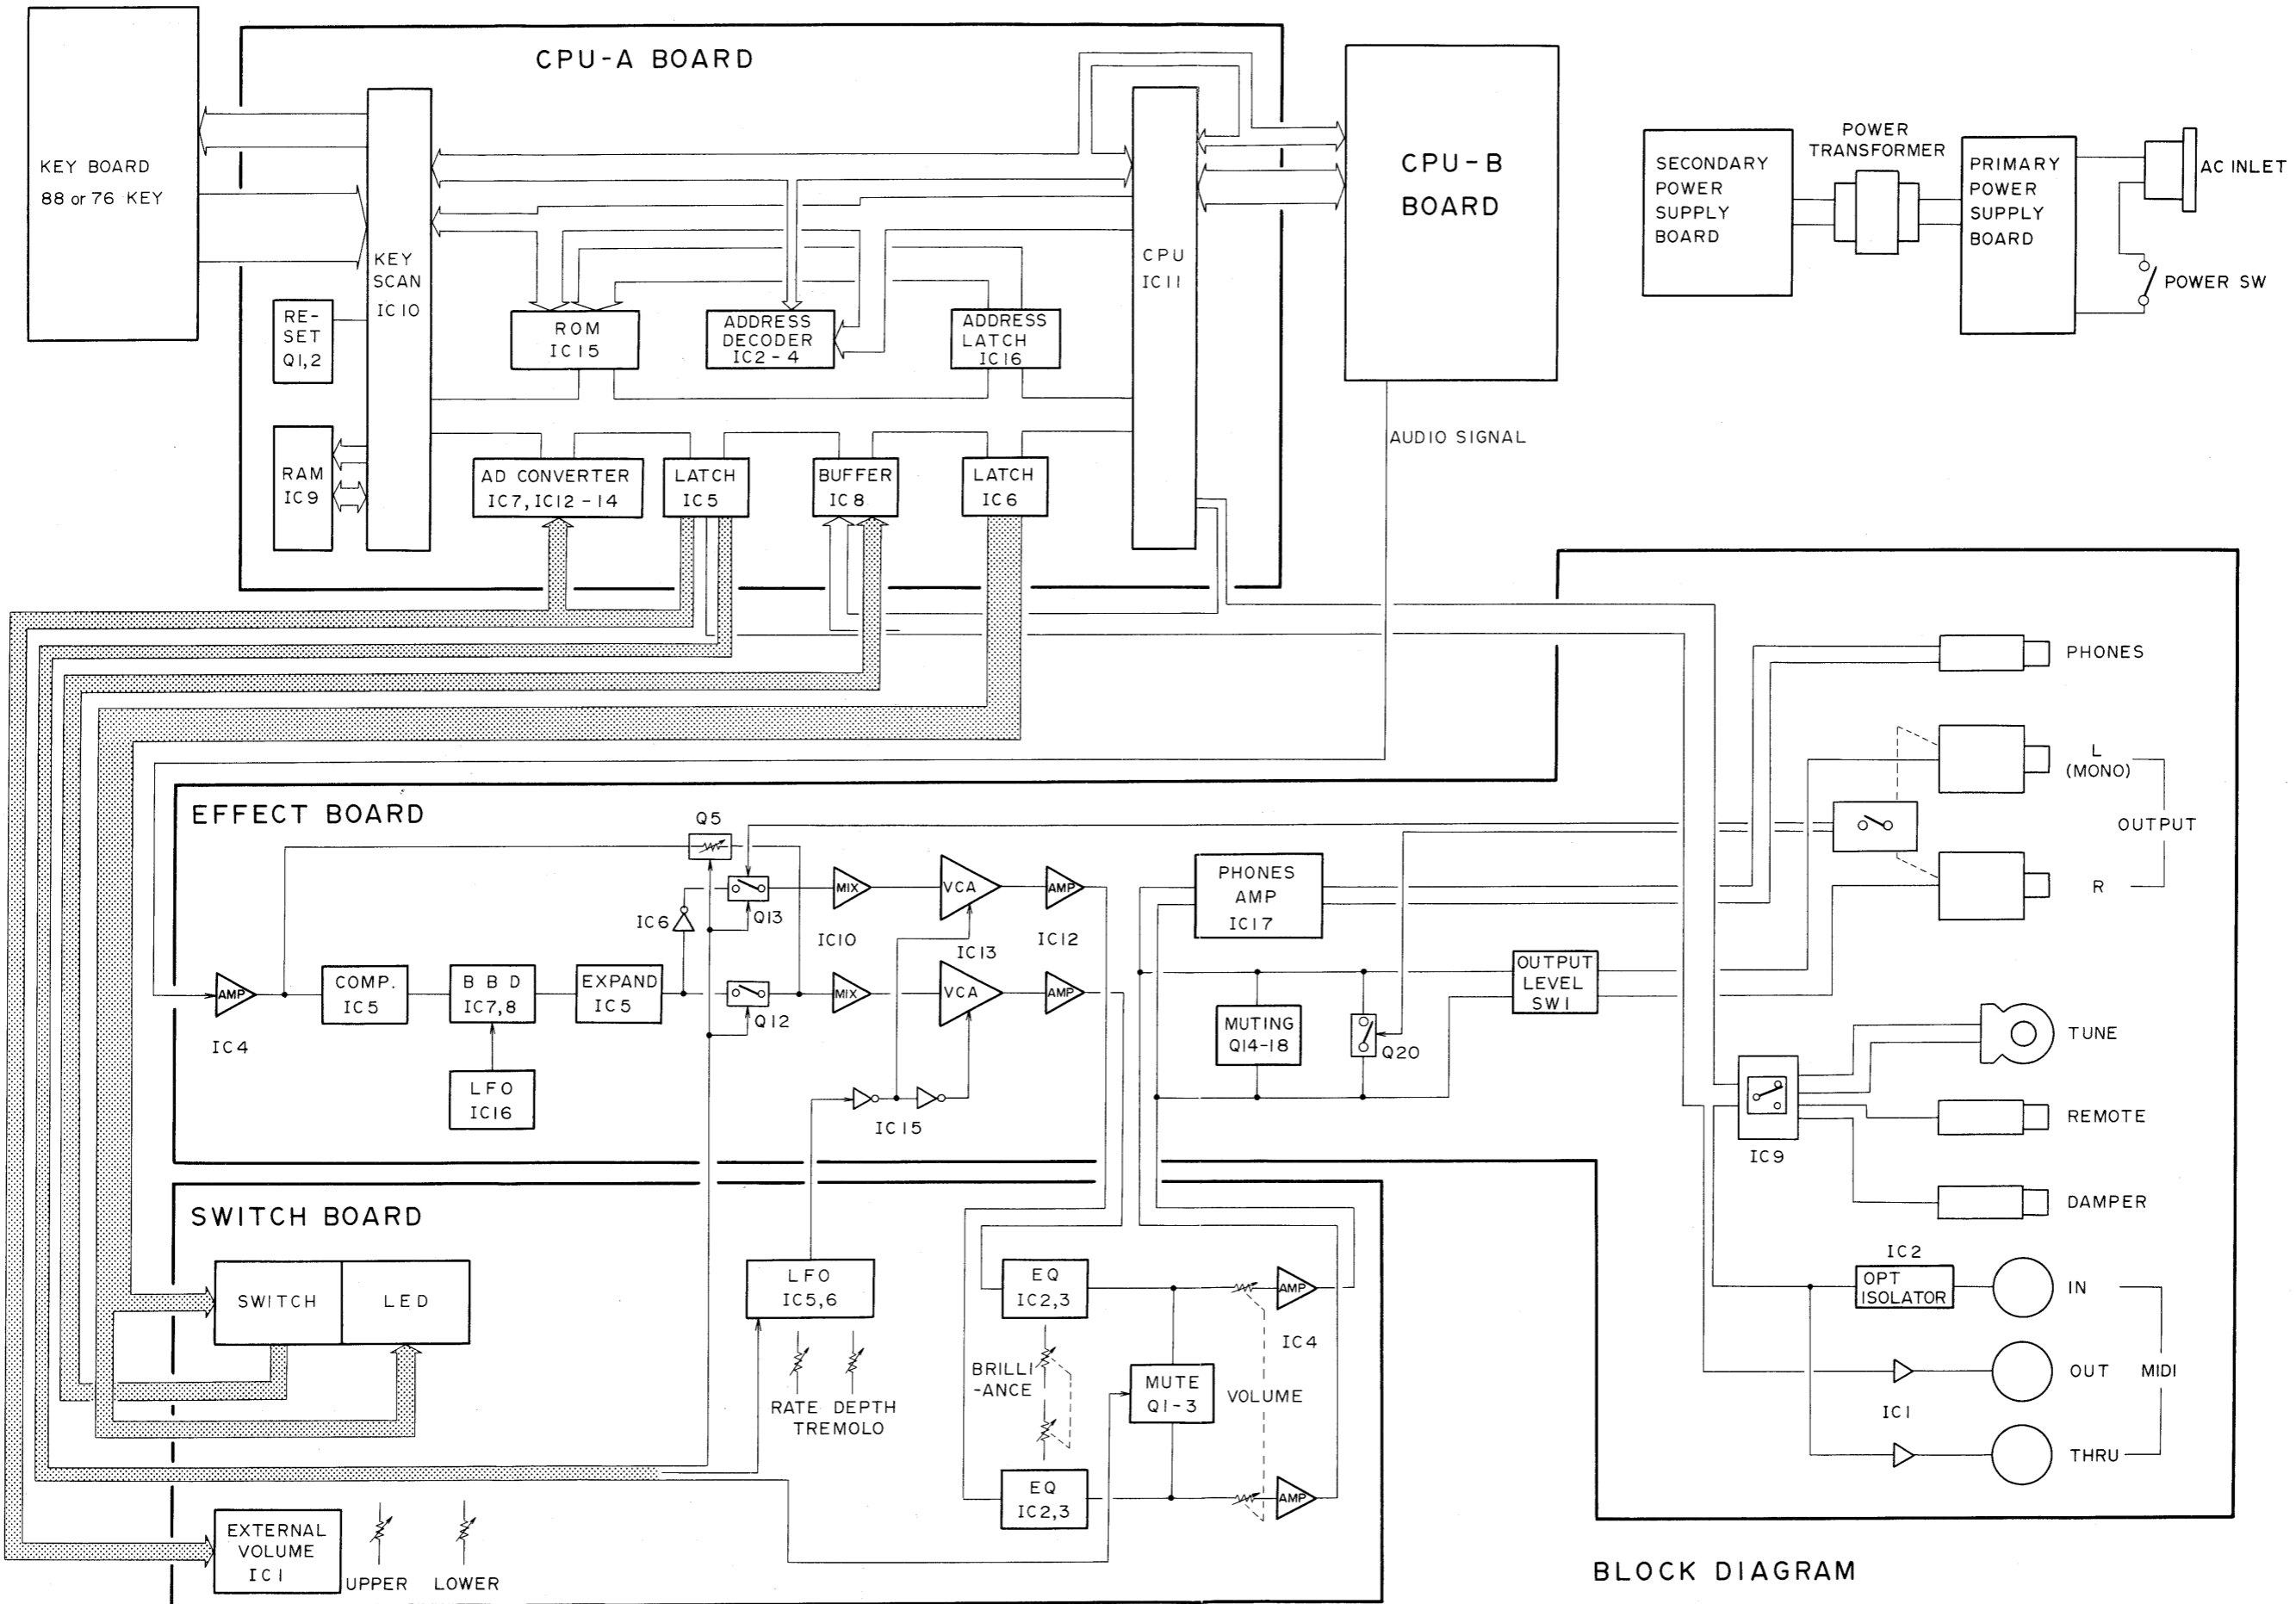 CPU-A BOARD
KEY BOARD
88 or 76 KEY
KEY
SCAN
IC10
RE-
SET
Q1,2
RAM
IC9
ROM
IC15
ADDRESS
DECODER
IC2-4
ADDRESS
LATCH
IC16
CPU
IC11
AD CONVERTER
IC7,IC12-14
LATCH
IC5
BUFFER
IC8
LATCH
IC6
CPU-B
BOARD
AUDIO SIGNAL
SECONDARY
POWER
SUPPLY
BOARD
POWER
TRANSFORMER
PRIMARY
POWER
SUPPLY
BOARD
AC INLET
POWER SW
EFFECT BOARD
AMP
IC4
COMP.
IC5
BBD
IC7,8
LFO
IC16
EXPAND
IC5
IC6
Q5
Q13
Q12
MIX
IC10
MIX
VCA
IC13
VCA
AMP
IC12
AMP
IC15
PHONES
AMP
IC17
MUTING
Q14-18
Q20
OUTPUT
LEVEL
SW1
PHONES
L
(MONO)
OUTPUT
R
TUNE
REMOTE
IC9
DAMPER
IC2
OPT
ISOLATOR
IN
OUT
MIDI
IC1
THRU
SWITCH BOARD
SWITCH
LED
LFO
IC5,6
RATE DEPTH
TREMOLO
EQ
IC2,3
BRILLI
-ANCE
EQ
IC2,3
MUTE
Q1-3
VOLUME
AMP
IC4
AMP
EXTERNAL
VOLUME
IC1
UPPER
LOWER
BLOCK DIAGRAM